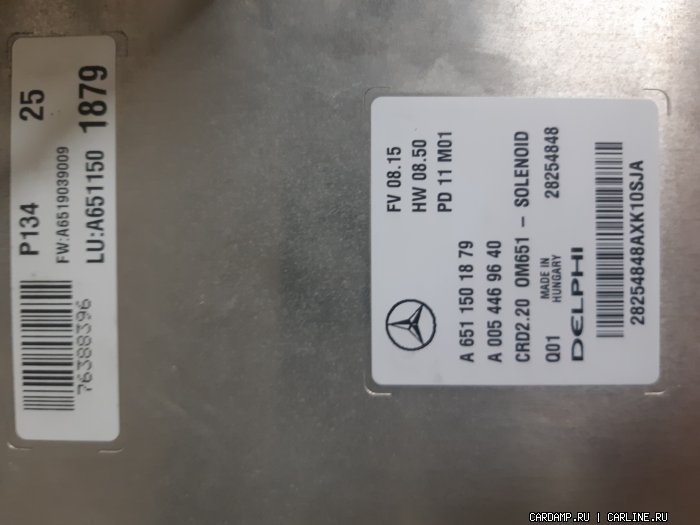 P134 25
FW:A6519039009
LU:A651150 1879
76388396
FV 08.15
HW 08.50
PD 11 M01
A 651 150 18 79
A 005 446 96 40
CRD2.20 OM651 – SOLENOID
Q01 MADE IN HUNGARY 28254848
DELPHI
28254848AXK10SJA
CARDAMP.RU | CARLINE.RU